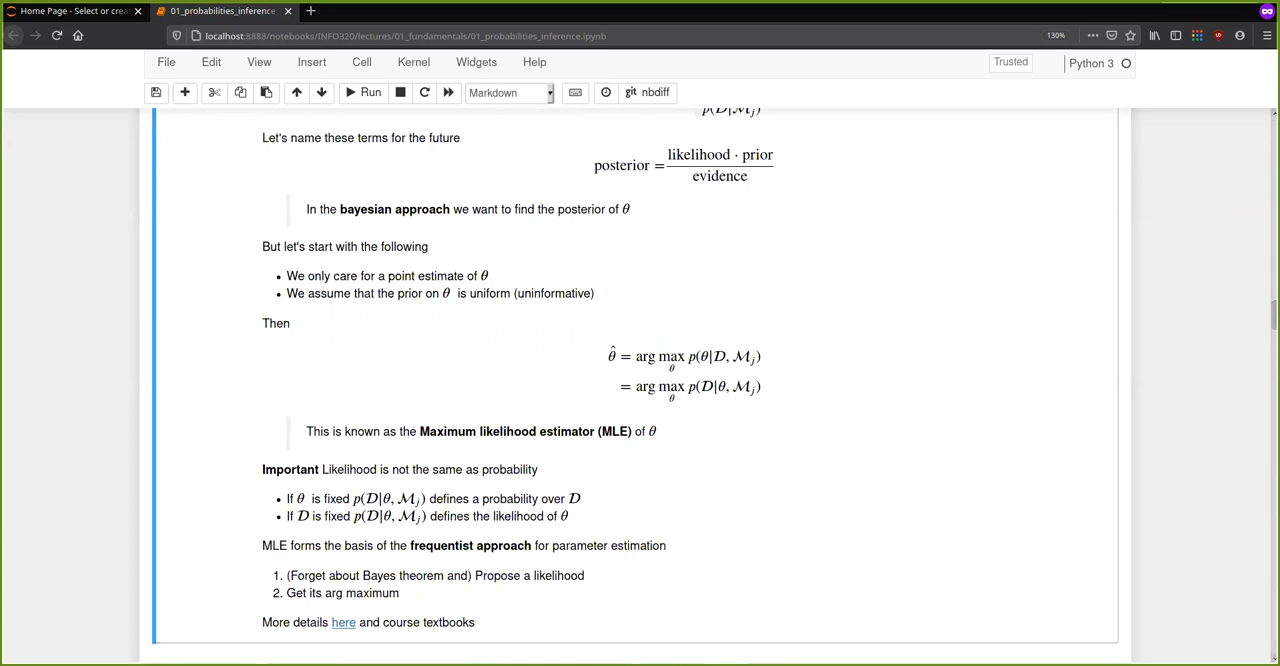 Home Page - Select or crea
01_probabilities_inference
localhost:8888/notebooks/INFO320/lectures/01_fundamentals/01_probabilities_inference.ipynb
130%
File Edit View Insert Cell Kernel Widgets Help
Trusted
Python 3
Run
Markdown
git nbdiff
p(D|Mj)
Let's name these terms for the future
posterior = likelihood · prior
evidence
In the bayesian approach we want to find the posterior of θ
But let's start with the following
• We only care for a point estimate of θ
• We assume that the prior on θ is uniform (uninformative)
Then
θ̂ = arg max p(θ|D, Mj)
θ
= arg max p(D|θ, Mj)
θ
This is known as the Maximum likelihood estimator (MLE) of θ
Important Likelihood is not the same as probability
• If θ is fixed p(D|θ, Mj) defines a probability over D
• If D is fixed p(D|θ, Mj) defines the likelihood of θ
MLE forms the basis of the frequentist approach for parameter estimation
1. (Forget about Bayes theorem and) Propose a likelihood
2. Get its arg maximum
More details here and course textbooks